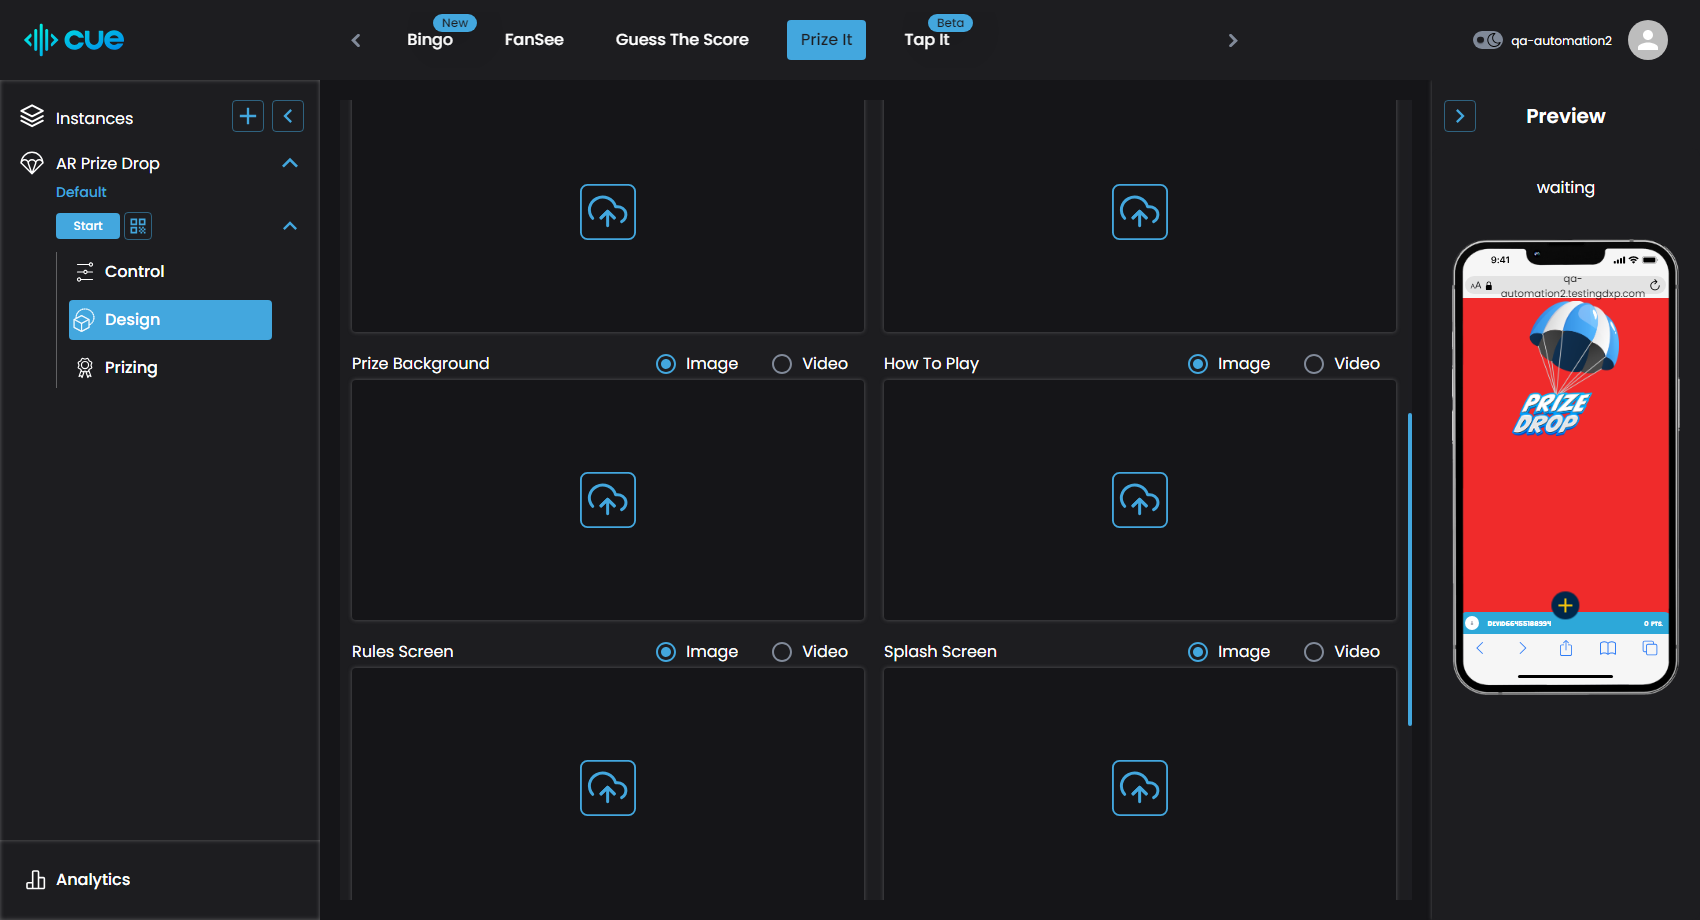 cue
New
Bingo
FanSee
Guess The Score
Prize It
Beta
Tap It
qa-automation2
Instances
AR Prize Drop
Default
Start
Control
Design
Prizing
Analytics
Prize Background
Image
Video
How To Play
Image
Video
Rules Screen
Image
Video
Splash Screen
Image
Video
Preview
waiting
9:41
AA
qa-
automation2.testingdxp.com
PRIZE
DROP
0 PTS.